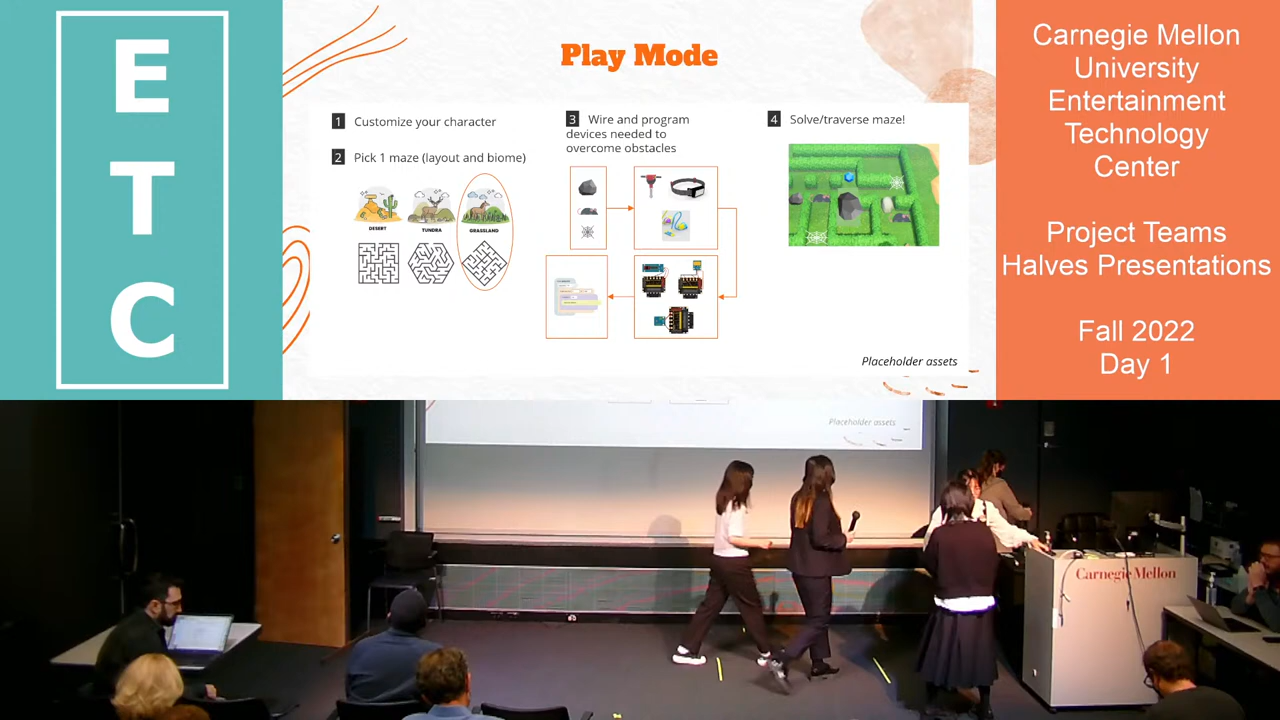 E
T
C
Play Mode
1 Customize your character
2 Pick 1 maze (layout and biome)
DESERT
TUNDRA
GRASSLAND
3 Wire and program
devices needed to
overcome obstacles
4 Solve/traverse maze!
Placeholder assets
Carnegie Mellon
University
Entertainment
Technology
Center
Project Teams
Halves Presentations
Fall 2022
Day 1
Placeholder assets
Carnegie Mellon